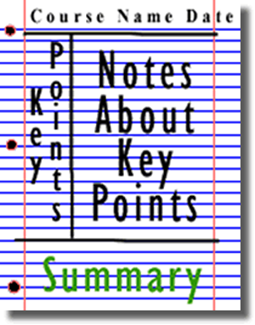 Course Name Date
Key
Points
Notes
About
Key
Points
Summary